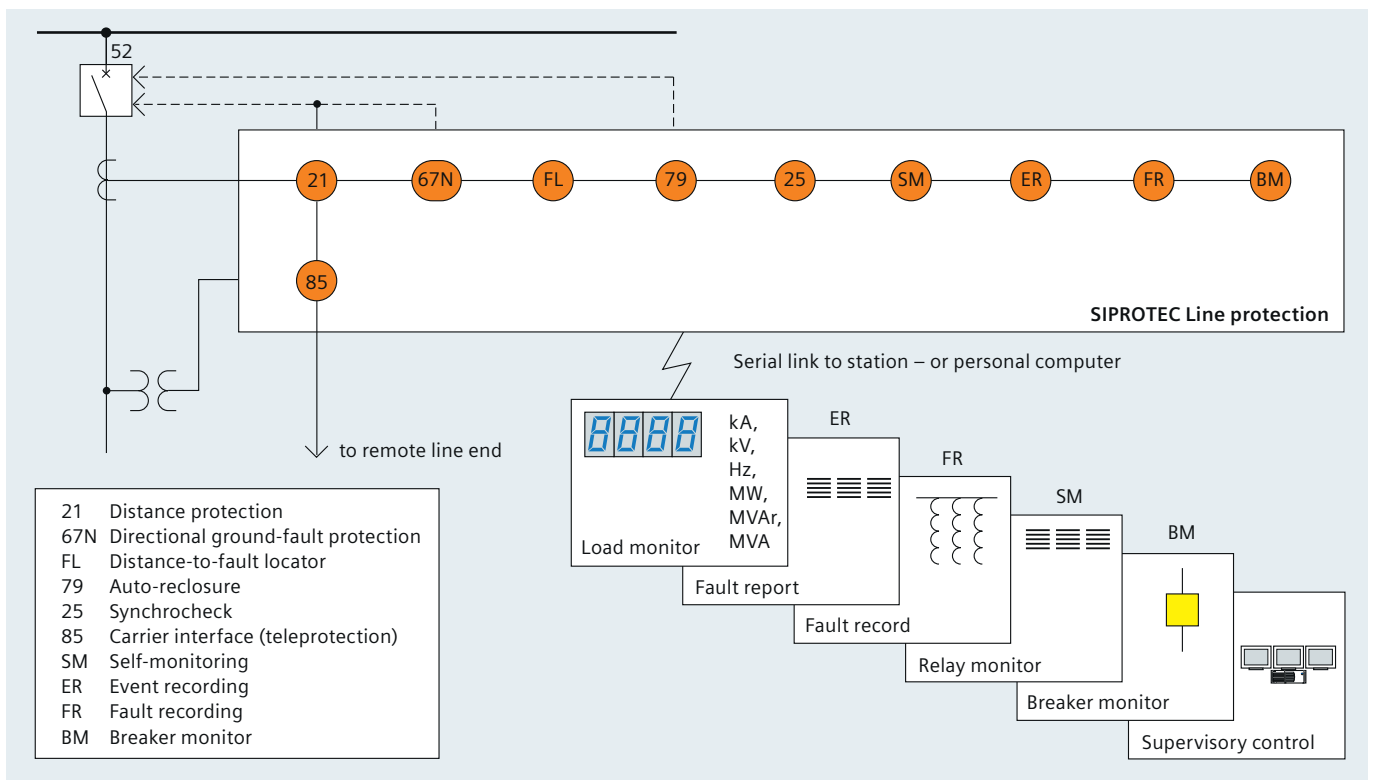 52
21
67N
FL
79
25
SM
ER
FR
BM
85
SIPROTEC Line protection
Serial link to station – or personal computer
to remote line end
8888
kA,
kV,
Hz,
MW,
MVAr,
MVA
Load monitor
ER
Fault report
FR
Fault record
SM
Relay monitor
BM
Breaker monitor
Supervisory control
21 Distance protection
67N Directional ground-fault protection
FL Distance-to-fault locator
79 Auto-reclosure
25 Synchrocheck
85 Carrier interface (teleprotection)
SM Self-monitoring
ER Event recording
FR Fault recording
BM Breaker monitor